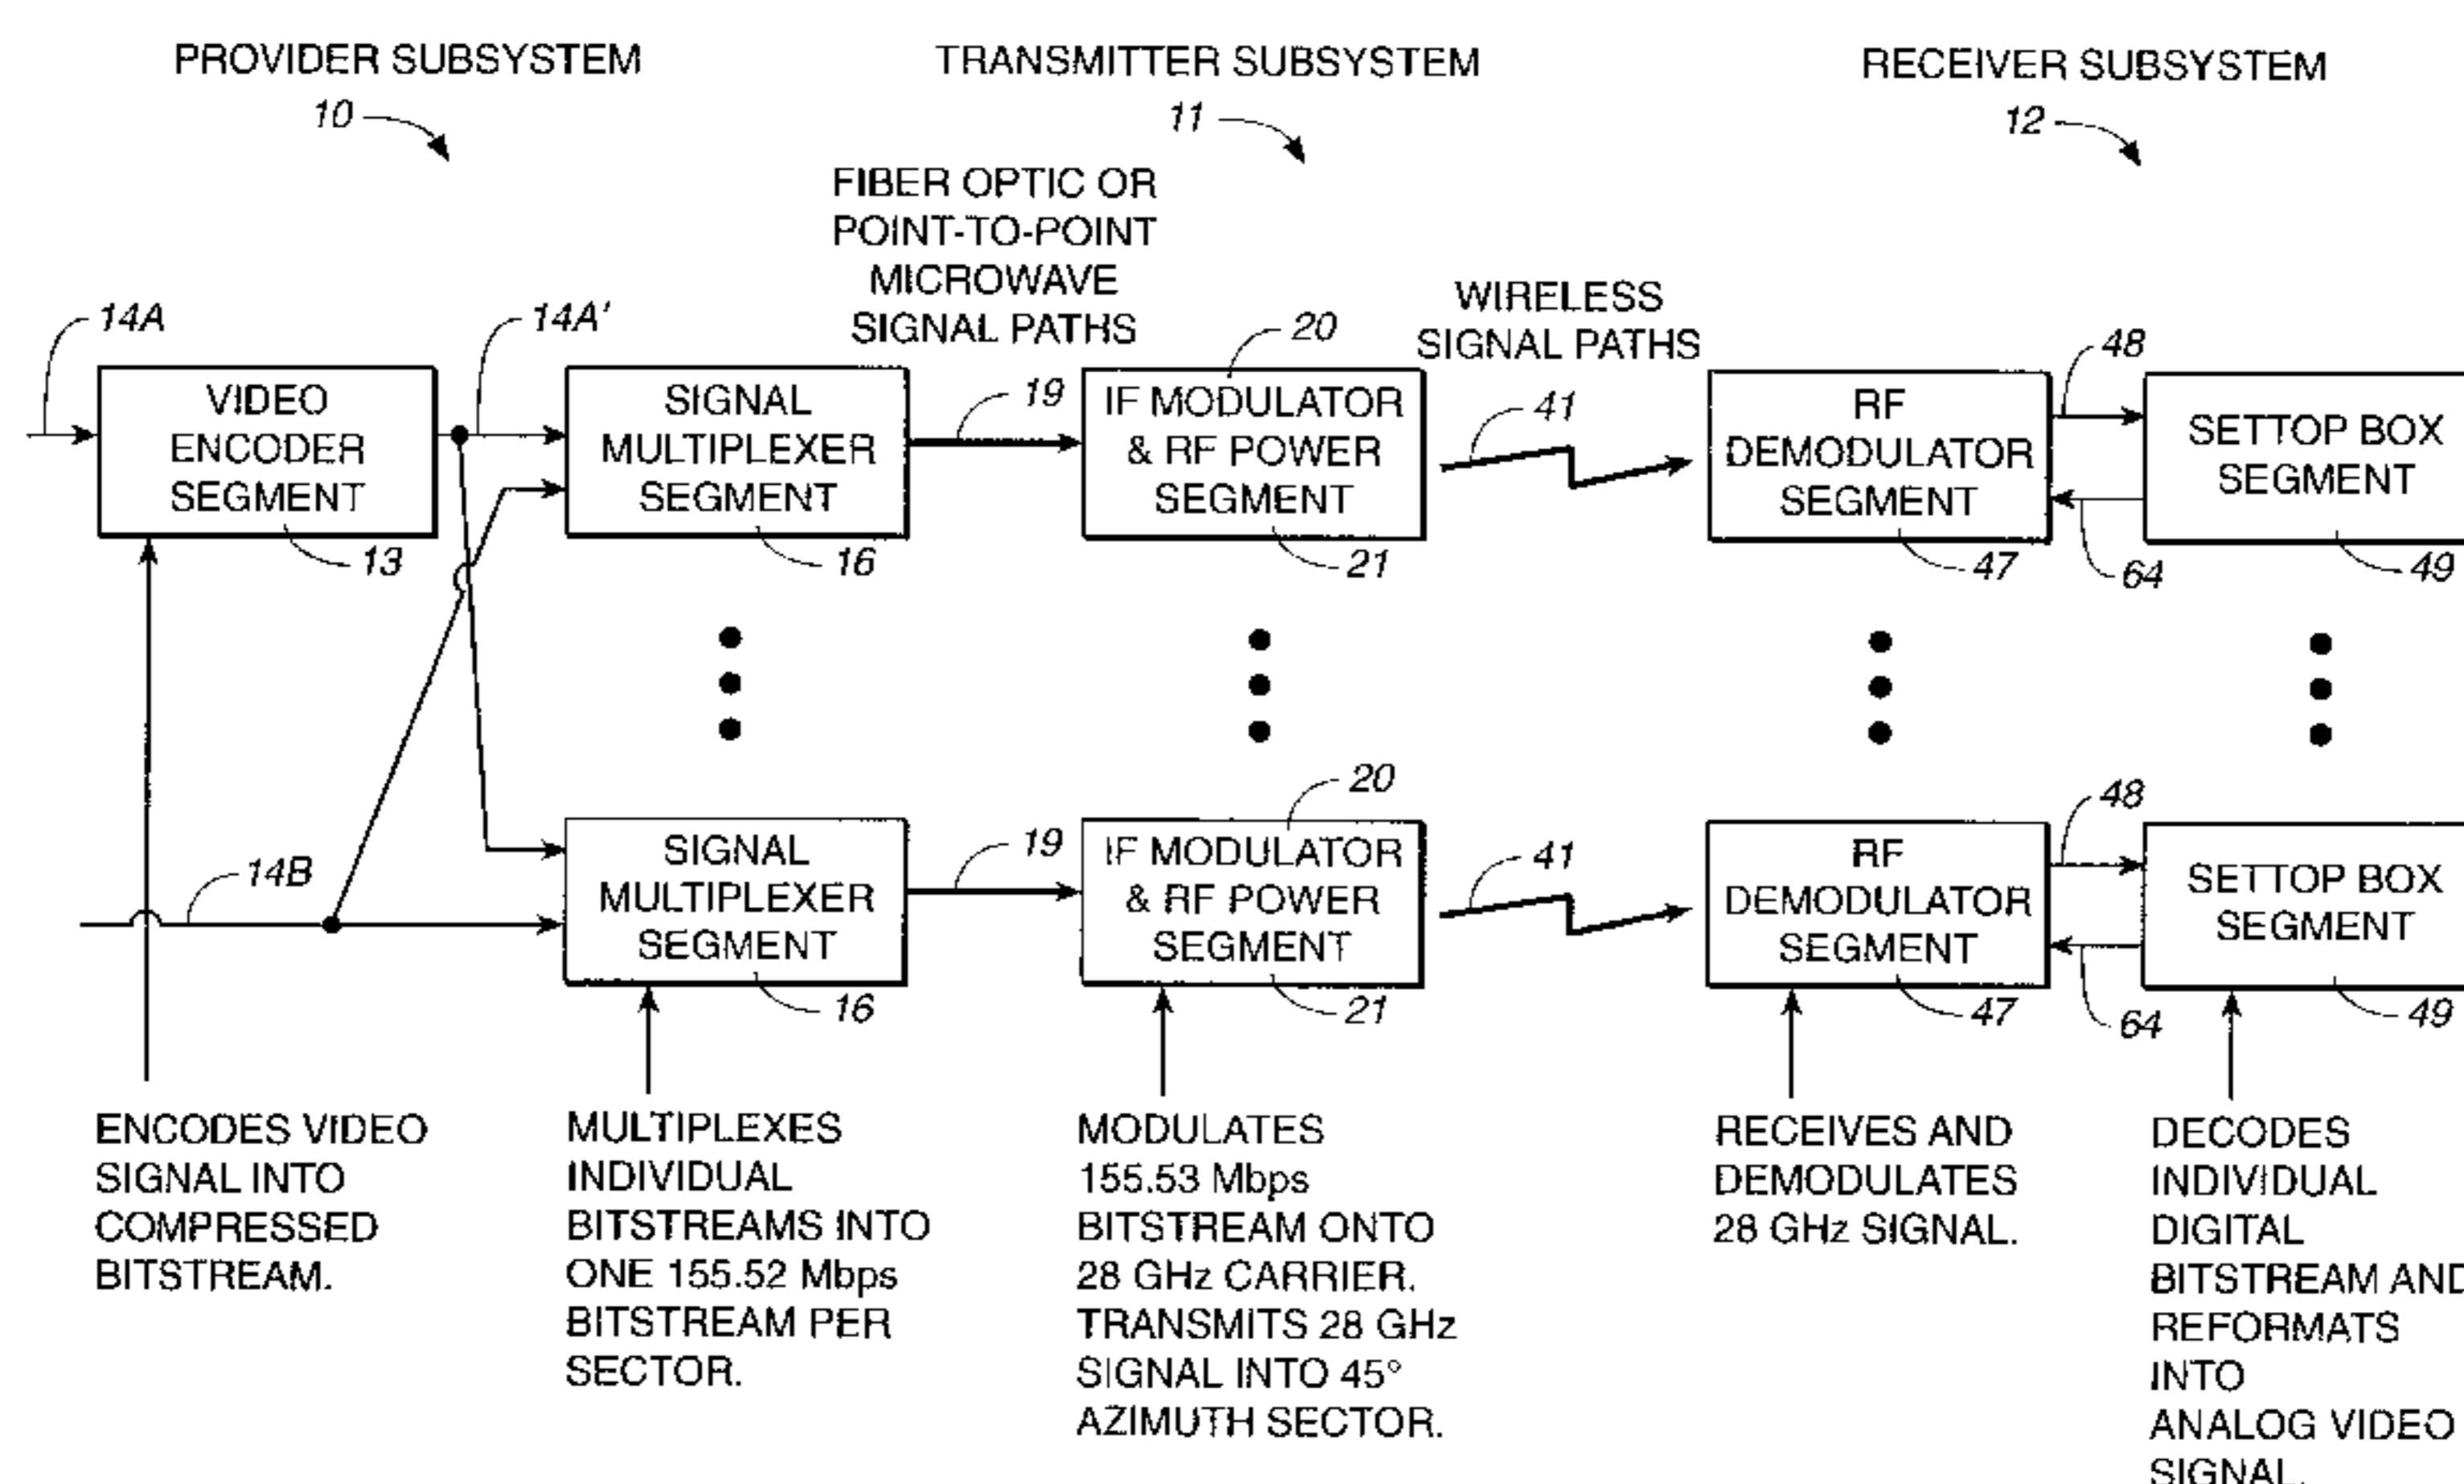 PROVIDER SUBSYSTEM
10
TRANSMITTER SUBSYSTEM
11
RECEIVER SUBSYSTEM
12
FIBER OPTIC OR
POINT-TO-POINT
MICROWAVE
SIGNAL PATHS
WIRELESS
SIGNAL PATHS
14A
VIDEO
ENCODER
SEGMENT
13
14A'
SIGNAL
MULTIPLEXER
SEGMENT
16
19
20
IF MODULATOR
& RF POWER
SEGMENT
21
41
RF
DEMODULATOR
SEGMENT
47
48
64
SETTOP BOX
SEGMENT
49
14B
SIGNAL
MULTIPLEXER
SEGMENT
16
19
20
IF MODULATOR
& RF POWER
SEGMENT
21
41
RF
DEMODULATOR
SEGMENT
47
48
64
SETTOP BOX
SEGMENT
49
ENCODES VIDEO
SIGNAL INTO
COMPRESSED
BITSTREAM.
MULTIPLEXES
INDIVIDUAL
BITSTREAMS INTO
ONE 155.52 Mbps
BITSTREAM PER
SECTOR.
MODULATES
155.53 Mbps
BITSTREAM ONTO
28 GHz CARRIER.
TRANSMITS 28 GHz
SIGNAL INTO 45°
AZIMUTH SECTOR.
RECEIVES AND
DEMODULATES
28 GHz SIGNAL.
DECODES
INDIVIDUAL
DIGITAL
BITSTREAM AND
REFORMATS
INTO
ANALOG VIDEO
SIGNAL.